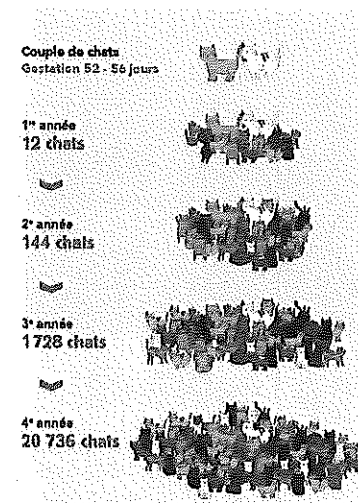 Couple de chats
Gestation 52 - 56 jours
1re année
12 chats
2e année
144 chats
3e année
1 728 chats
4e année
20 736 chats